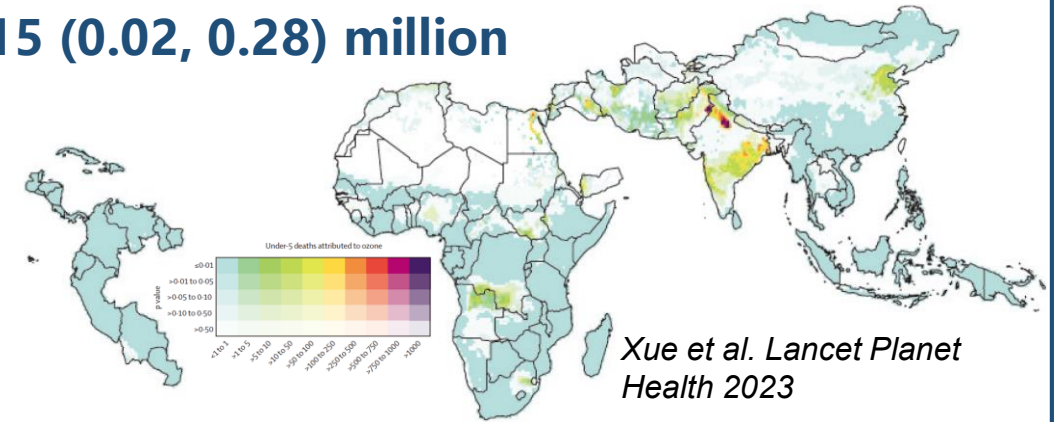 15 (0.02, 0.28) million
Under-5 deaths attributed to ozone
p value
≤0·01
>0·01 to 0·05
>0·05 to 0·10
>0·10 to 0·50
>0·50
<1 to 1
>1 to 5
>5 to 10
>10 to 50
>50 to 100
>100 to 250
>250 to 500
>500 to 750
>750 to 1000
>1000
Xue et al. Lancet Planet
Health 2023